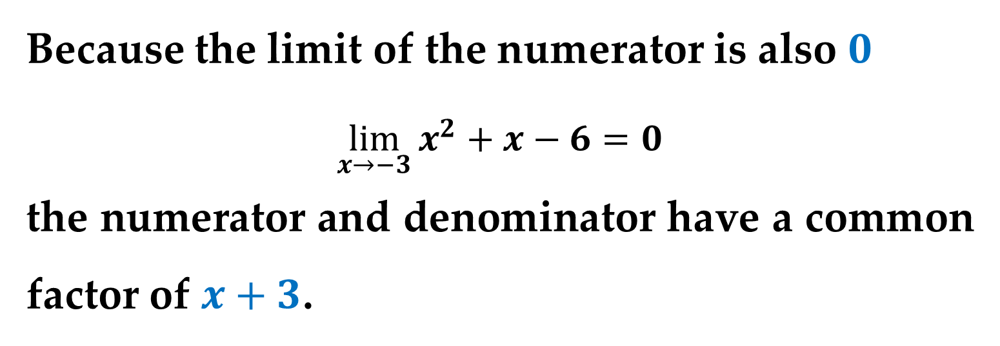 Because the limit of the numerator is also 0
lim x² + x − 6 = 0
x→−3
the numerator and denominator have a common
factor of x + 3.